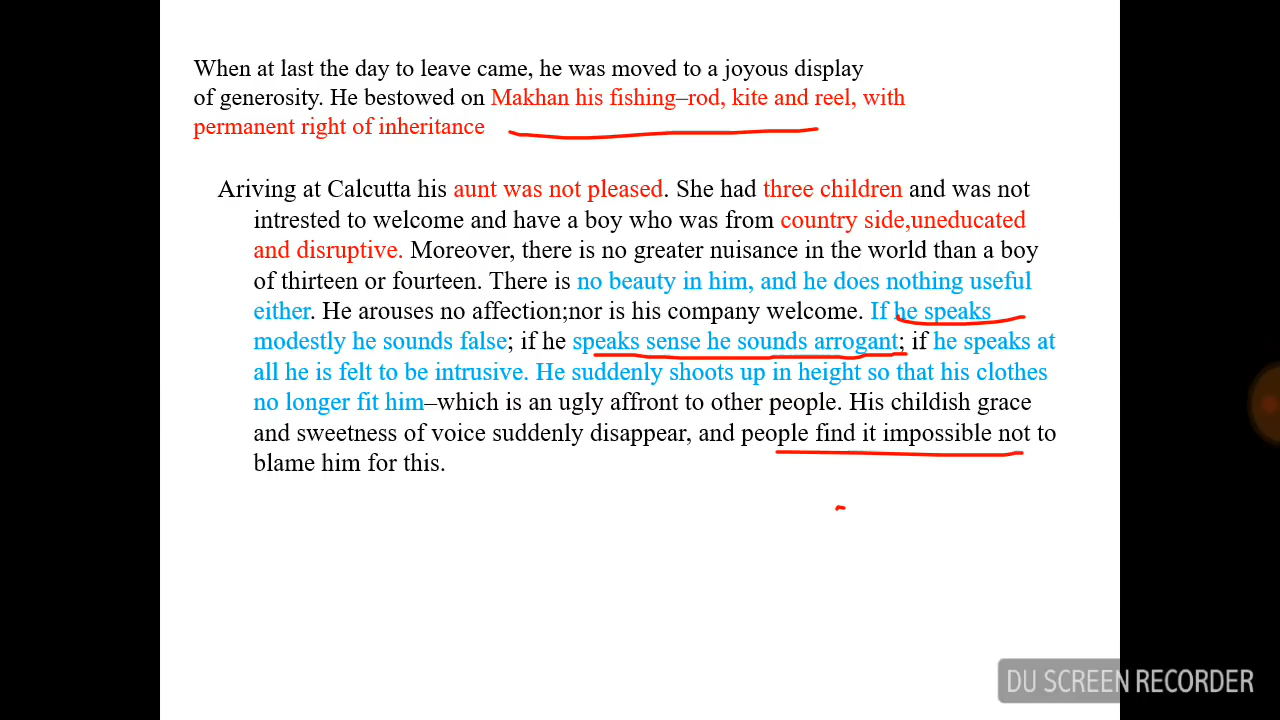 When at last the day to leave came, he was moved to a joyous display
of generosity. He bestowed on Makhan his fishing–rod, kite and reel, with
permanent right of inheritance
Ariving at Calcutta his aunt was not pleased. She had three children and was not
intrested to welcome and have a boy who was from country side,uneducated
and disruptive. Moreover, there is no greater nuisance in the world than a boy
of thirteen or fourteen. There is no beauty in him, and he does nothing useful
either. He arouses no affection;nor is his company welcome. If he speaks
modestly he sounds false; if he speaks sense he sounds arrogant; if he speaks at
all he is felt to be intrusive. He suddenly shoots up in height so that his clothes
no longer fit him–which is an ugly affront to other people. His childish grace
and sweetness of voice suddenly disappear, and people find it impossible not to
blame him for this.
DU SCREEN RECORDER